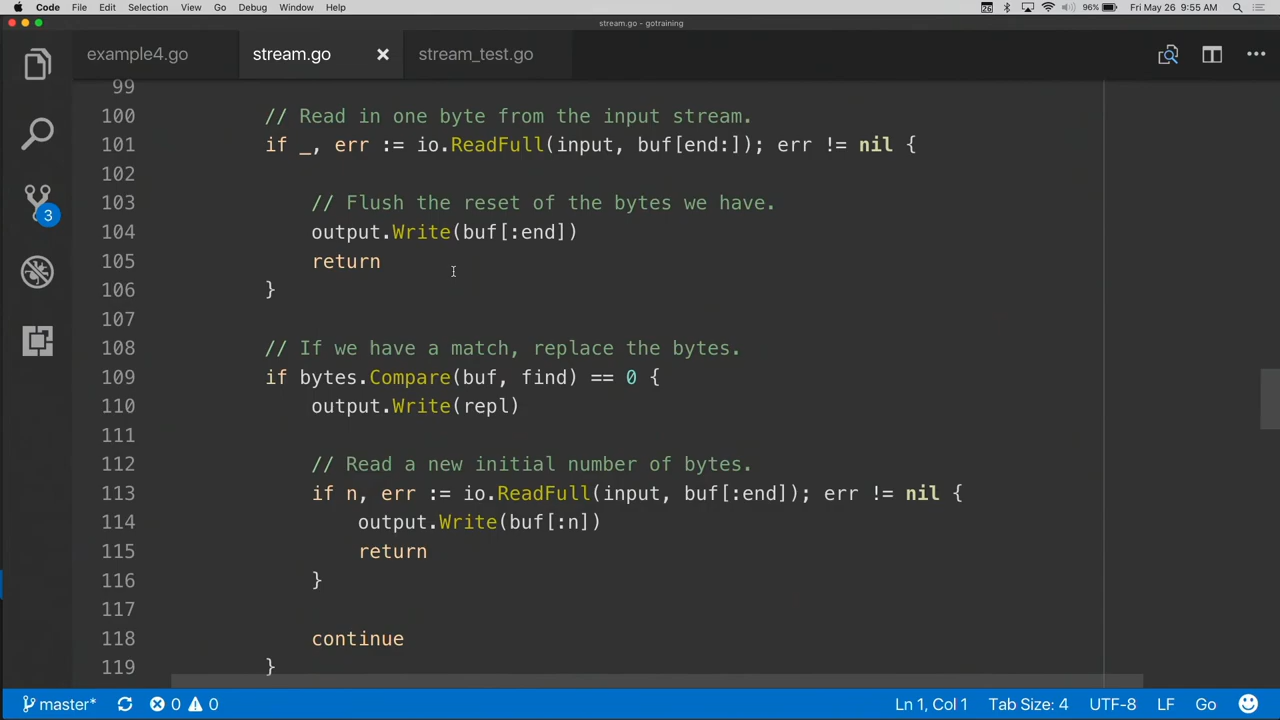 Code File Edit Selection View Go Debug Window Help 26 96% Fri May 26 9:55 AM
stream.go - gotraining
example4.go stream.go stream_test.go
99
100 // Read in one byte from the input stream.
101 if _, err := io.ReadFull(input, buf[end:]); err != nil {
102
103 // Flush the reset of the bytes we have.
104 output.Write(buf[:end])
105 return
106 }
107
108 // If we have a match, replace the bytes.
109 if bytes.Compare(buf, find) == 0 {
110 output.Write(repl)
111
112 // Read a new initial number of bytes.
113 if n, err := io.ReadFull(input, buf[:end]); err != nil {
114 output.Write(buf[:n])
115 return
116 }
117
118 continue
119 }
3
master* 0 0 Ln 1, Col 1 Tab Size: 4 UTF-8 LF Go